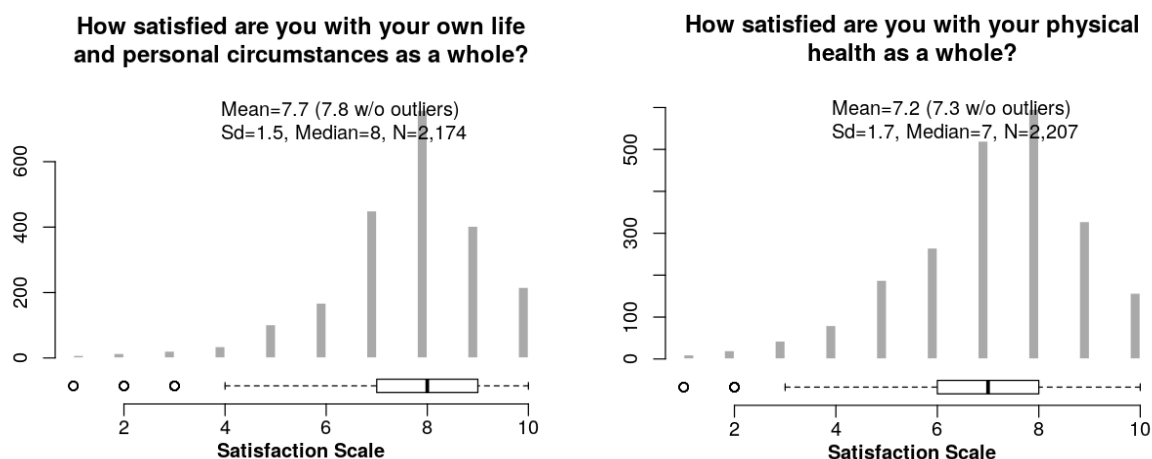 How satisfied are you with your own life
and personal circumstances as a whole?
Mean=7.7 (7.8 w/o outliers)
Sd=1.5, Median=8, N=2,174
600
400
200
0
2 4 6 8 10
Satisfaction Scale
How satisfied are you with your physical
health as a whole?
Mean=7.2 (7.3 w/o outliers)
Sd=1.7, Median=7, N=2,207
500
300
100
0
2 4 6 8 10
Satisfaction Scale